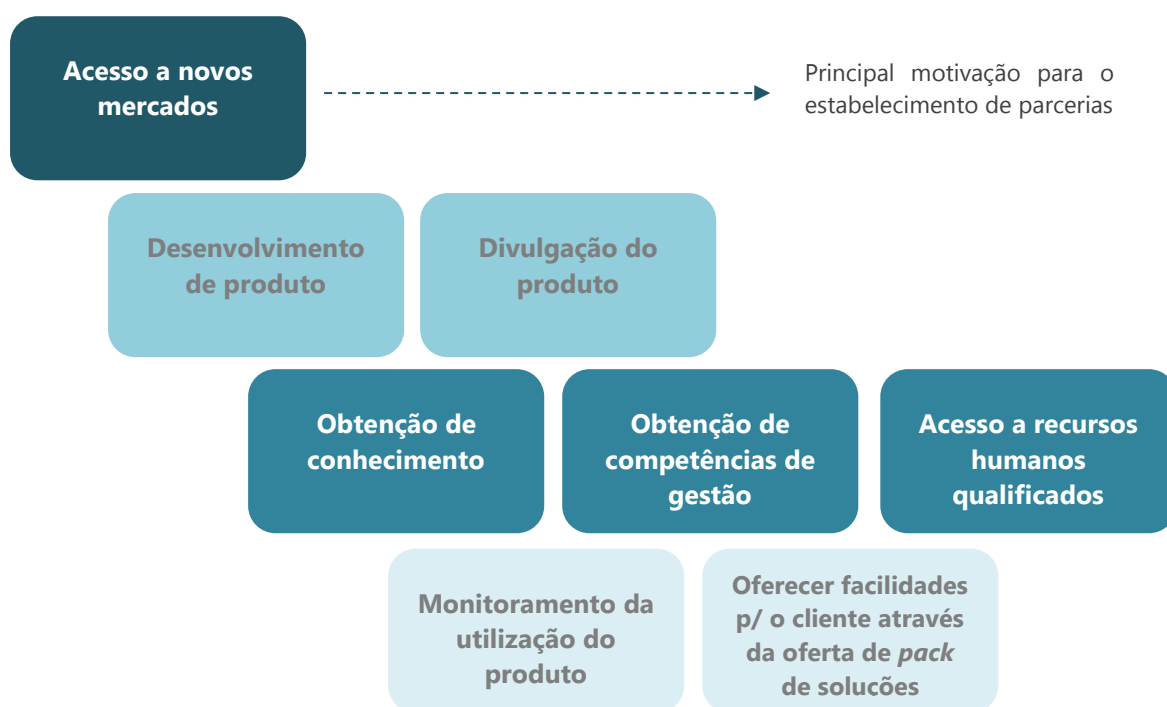 Acesso a novos
mercados
Principal motivação para o
estabelecimento de parcerias
Desenvolvimento
de produto
Divulgação do
produto
Obtenção de
conhecimento
Obtenção de
competências de
gestão
Acesso a recursos
humanos
qualificados
Monitoramento da
utilização do
produto
Oferecer facilidades
p/ o cliente através
da oferta de pack
de soluções